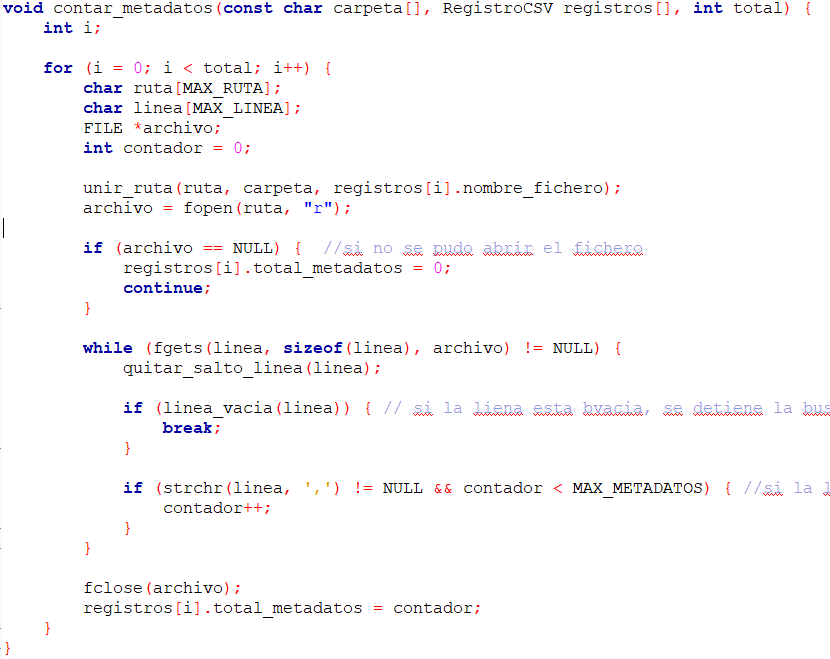 void contar_metadatos(const char carpeta[], RegistroCSV registros[], int total) {
    int i;
    for (i = 0; i < total; i++) {
        char ruta[MAX_RUTA];
        char linea[MAX_LINEA];
        FILE *archivo;
        int contador = 0;
        unir_ruta(ruta, carpeta, registros[i].nombre_fichero);
        archivo = fopen(ruta, "r");
        if (archivo == NULL) {  //si no se pudo abrir el fichero
            registros[i].total_metadatos = 0;
            continue;
        }
        while (fgets(linea, sizeof(linea), archivo) != NULL) {
            quitar_salto_linea(linea);
            if (linea_vacia(linea)) { // si la liena esta bvacia, se detiene la bus
                break;
            }
            if (strchr(linea, ',') != NULL && contador < MAX_METADATOS) { //si la l
                contador++;
            }
        }
        fclose(archivo);
        registros[i].total_metadatos = contador;
    }
}